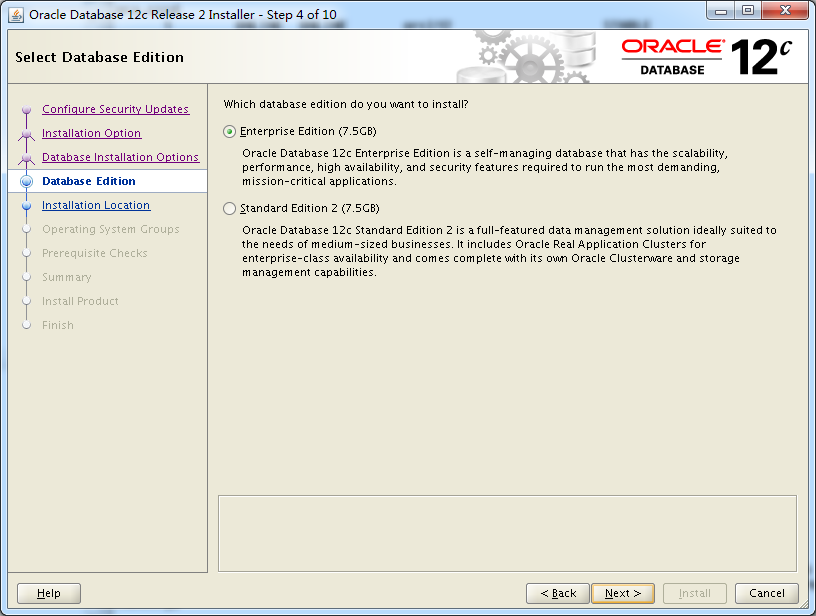 Oracle Database 12c Release 2 Installer - Step 4 of 10
Select Database Edition
ORACLE®
DATABASE
12c
Configure Security Updates
Installation Option
Database Installation Options
Database Edition
Installation Location
Operating System Groups
Prerequisite Checks
Summary
Install Product
Finish
Which database edition do you want to install?
Enterprise Edition (7.5GB)
Oracle Database 12c Enterprise Edition is a self-managing database that has the scalability,
performance, high availability, and security features required to run the most demanding,
mission-critical applications.
Standard Edition 2 (7.5GB)
Oracle Database 12c Standard Edition 2 is a full-featured data management solution ideally suited to
the needs of medium-sized businesses. It includes Oracle Real Application Clusters for
enterprise-class availability and comes complete with its own Oracle Clusterware and storage
management capabilities.
Help
< Back
Next >
Install
Cancel